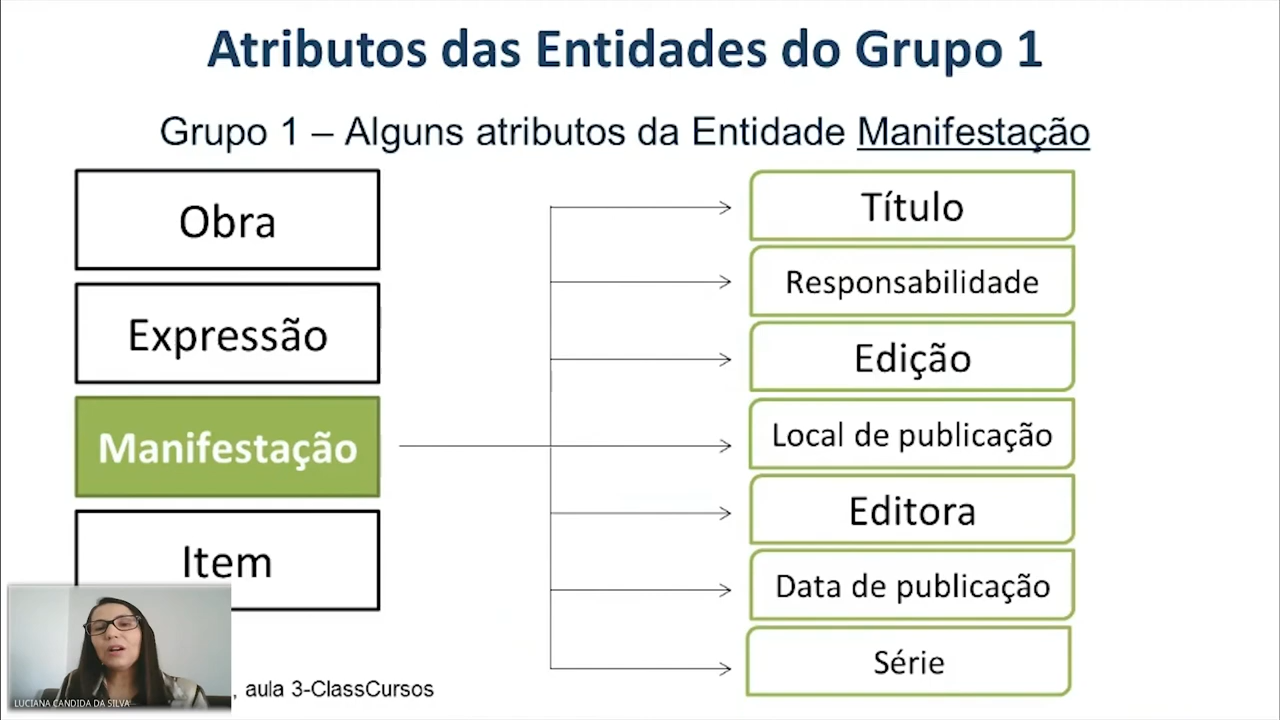 Atributos das Entidades do Grupo 1
Grupo 1 – Alguns atributos da Entidade Manifestação
Obra
Expressão
Manifestação
Item
Título
Responsabilidade
Edição
Local de publicação
Editora
Data de publicação
Série
, aula 3-ClassCursos
LUCIANA CANDIDA DA SILVA